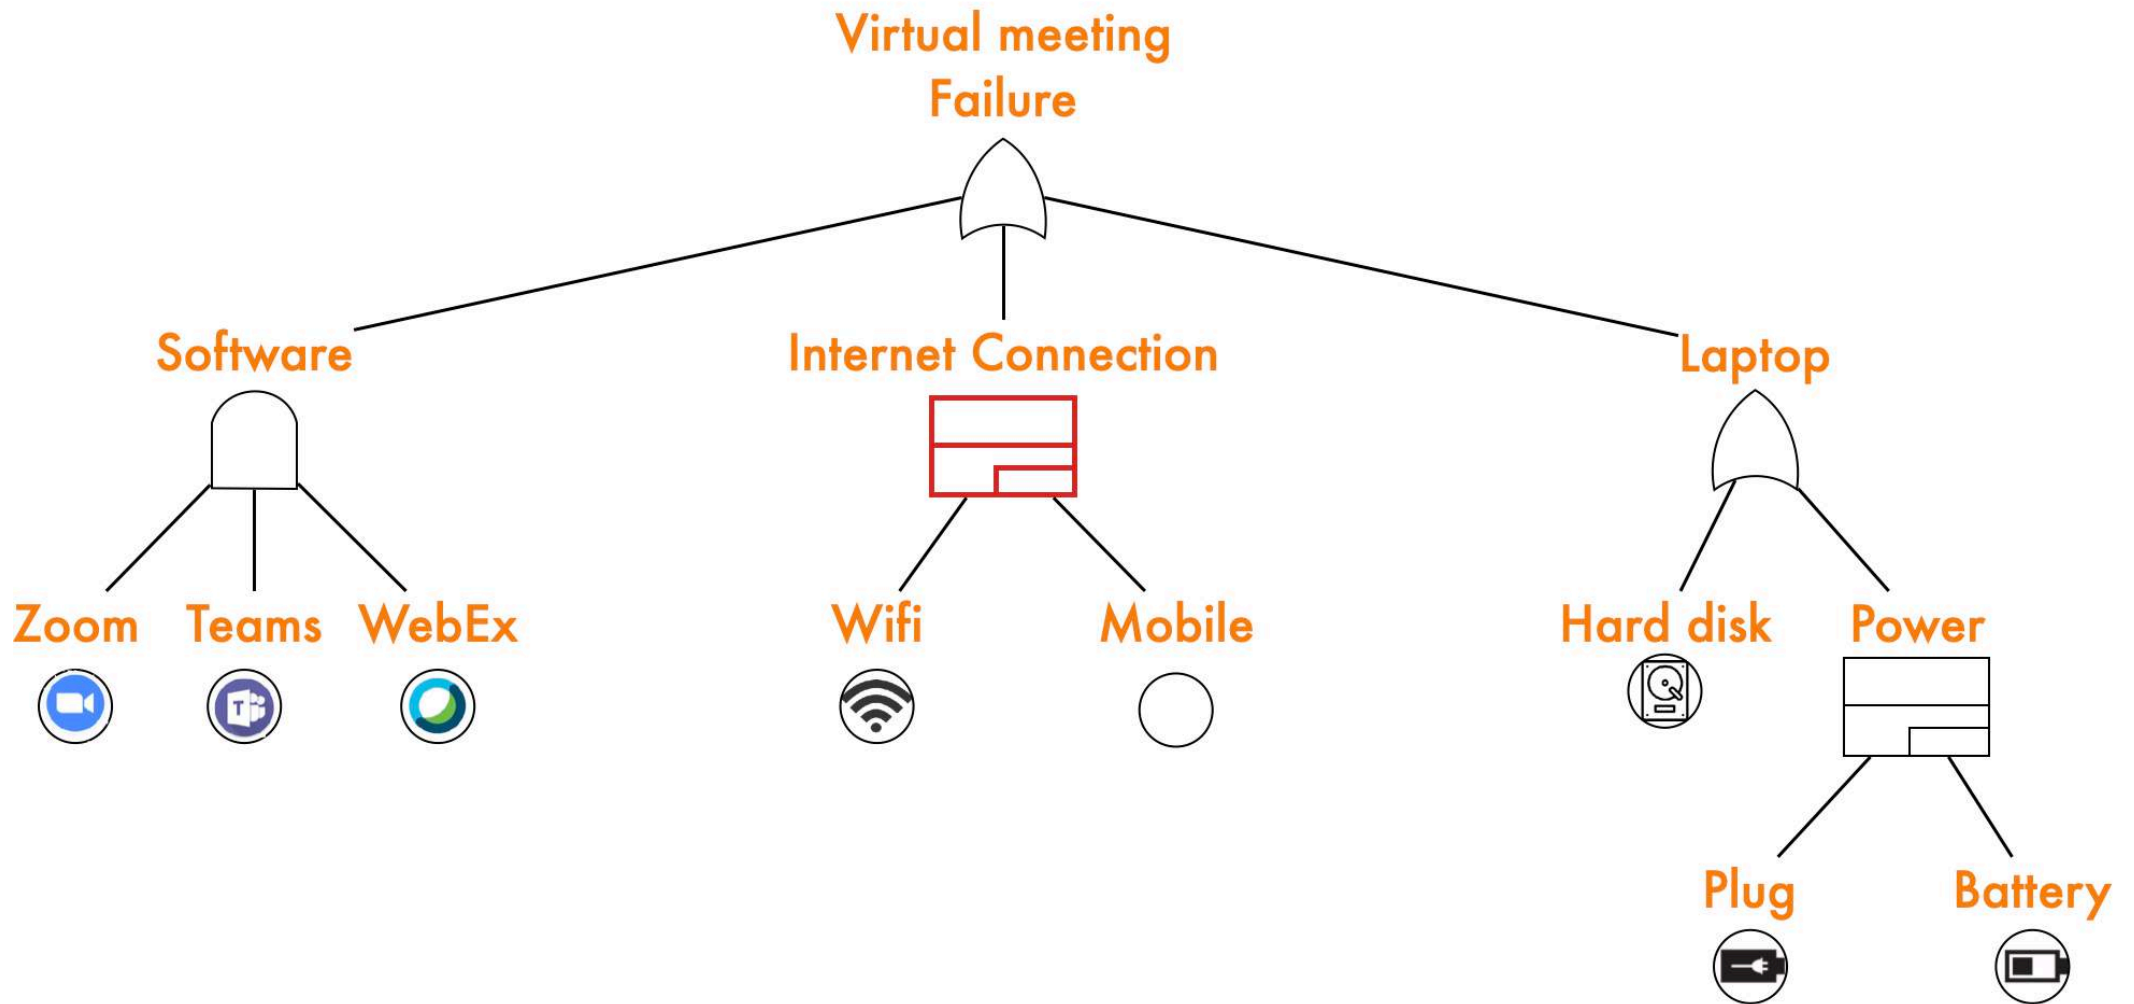 Virtual meeting
Failure
Software
Internet Connection
Laptop
Zoom
Teams
WebEx
Wifi
Mobile
Hard disk
Power
T
Plug
Battery